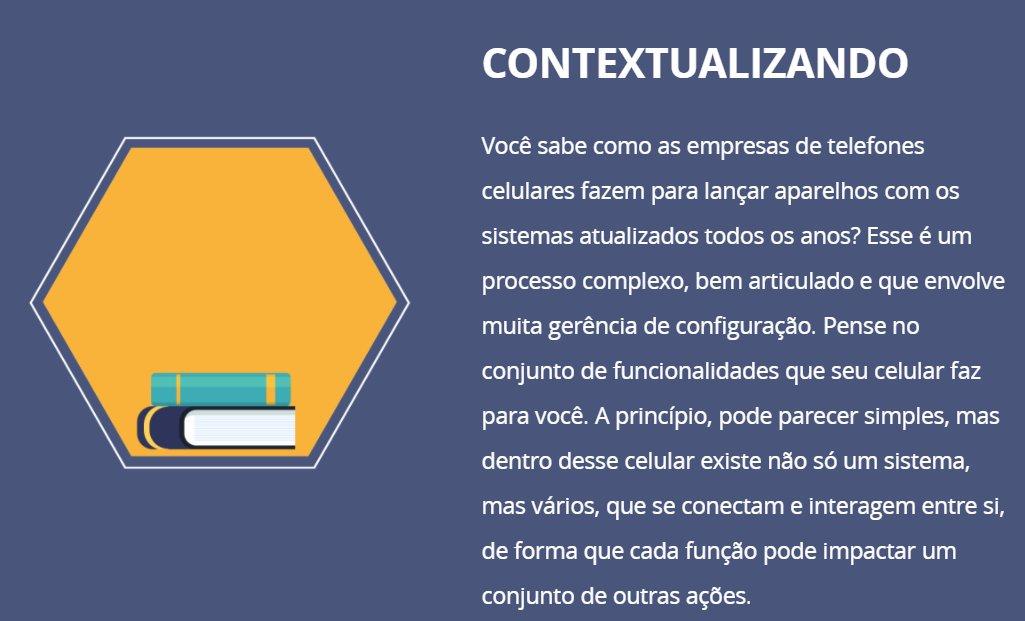 CONTEXTUALIZANDO
Você sabe como as empresas de telefones
celulares fazem para lançar aparelhos com os
sistemas atualizados todos os anos? Esse é um
processo complexo, bem articulado e que envolve
muita gerência de configuração. Pense no
conjunto de funcionalidades que seu celular faz
para você. A princípio, pode parecer simples, mas
dentro desse celular existe não só um sistema,
mas vários, que se conectam e interagem entre si,
de forma que cada função pode impactar um
conjunto de outras ações.